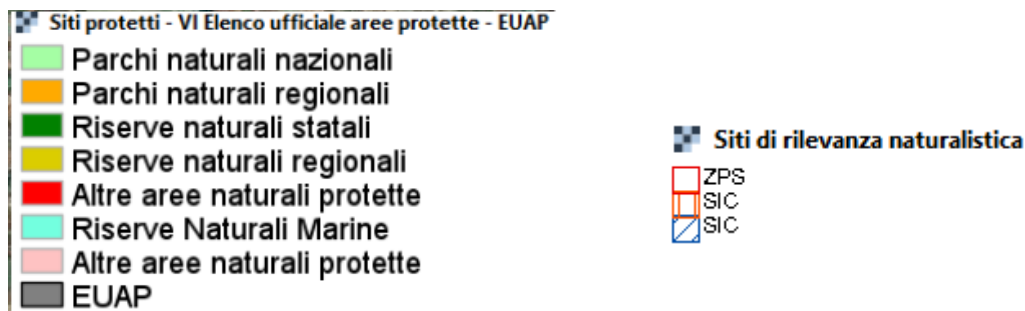 Siti protetti - VI Elenco ufficiale aree protette - EUAP
Parchi naturali nazionali
Parchi naturali regionali
Riserve naturali statali
Riserve naturali regionali
Altre aree naturali protette
Riserve Naturali Marine
Altre aree naturali protette
EUAP
Siti di rilevanza naturalistica
ZPS
SIC
SIC